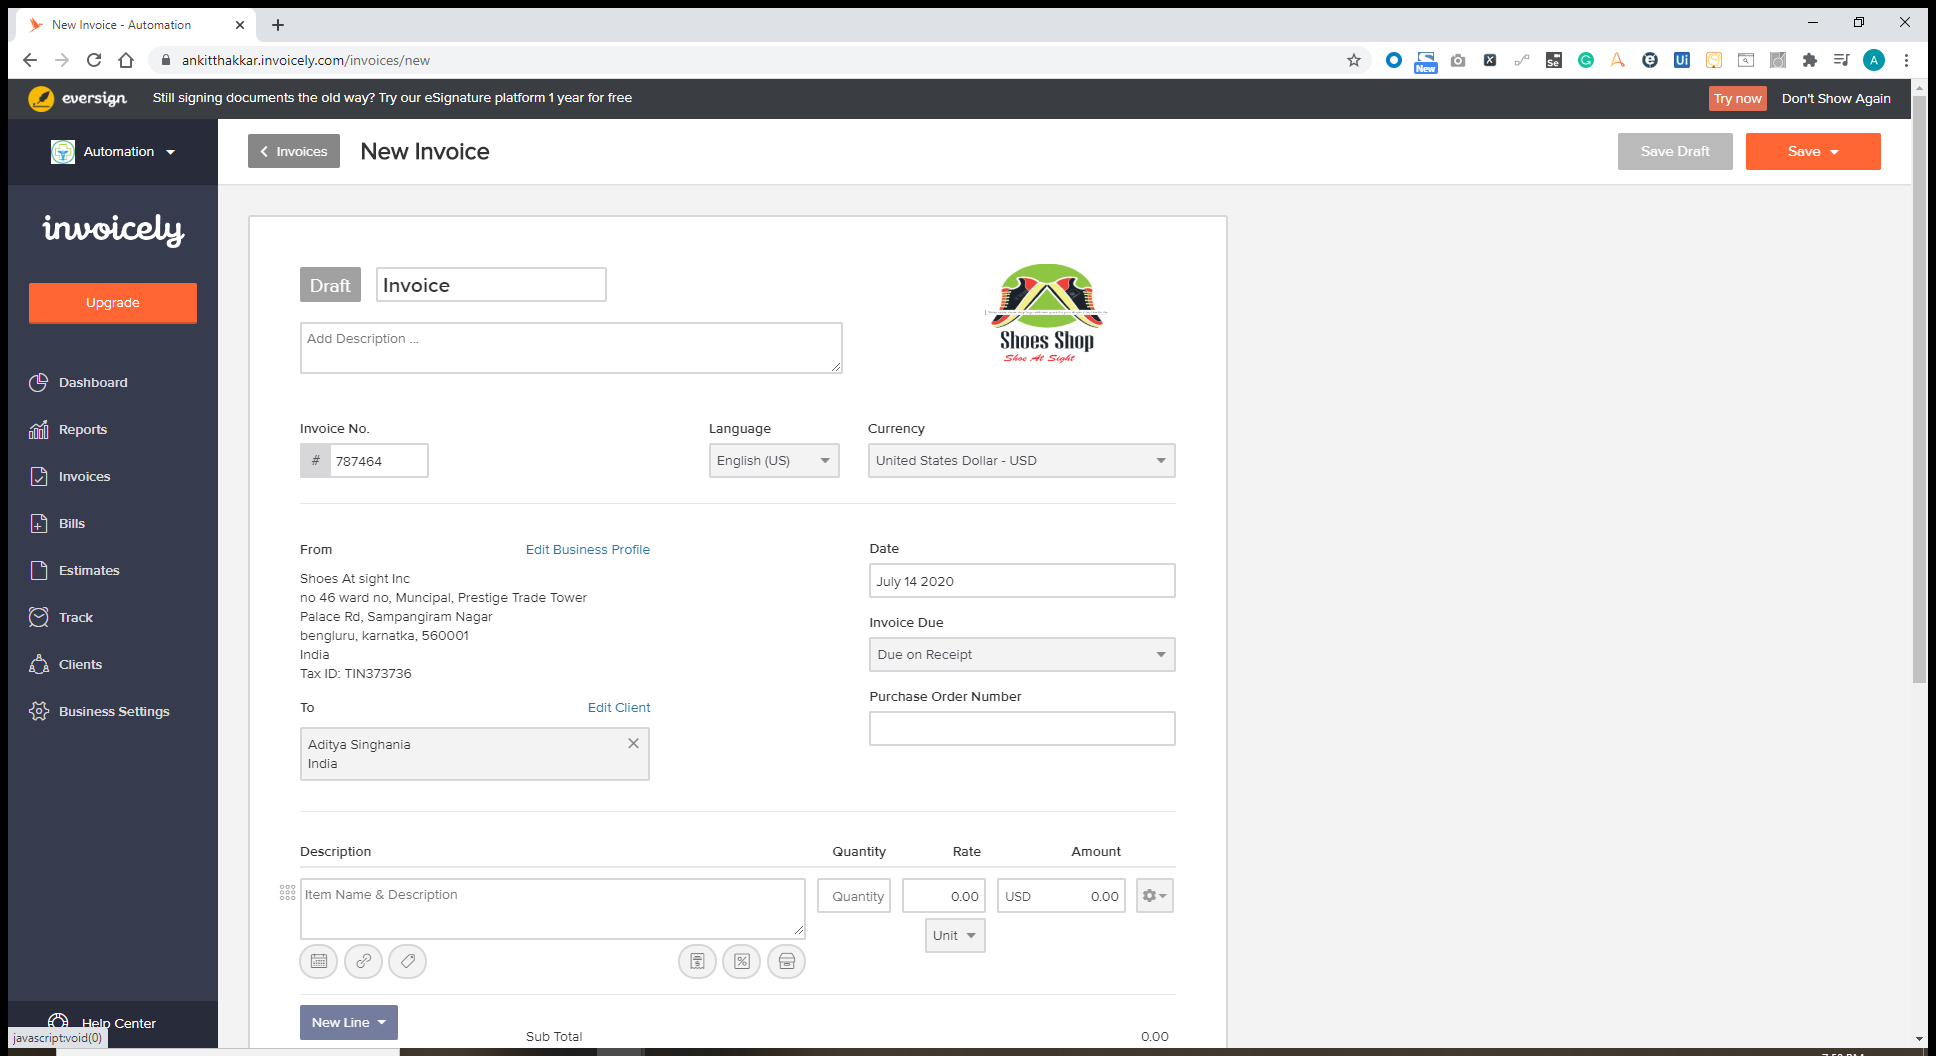 New Invoice - Automation
ankitthakkar.invoicely.com/invoices/new
New
Se
Ui
A
eversign
Still signing documents the old way? Try our eSignature platform 1 year for free
Try now
Don't Show Again
Automation
Invoices
New Invoice
Save Draft
Save
invoicely
Upgrade
Dashboard
Reports
Invoices
Bills
Estimates
Track
Clients
Business Settings
Help Center
javascript:void(0)
Draft
Invoice
Add Description ...
Shoes Shop
Shoe At Sight
Invoice No.
# 787464
Language
English (US)
Currency
United States Dollar - USD
From
Edit Business Profile
Shoes At sight Inc
no 46 ward no, Muncipal, Prestige Trade Tower
Palace Rd, Sampangiram Nagar
bengluru, karnatka, 560001
India
Tax ID: TIN373736
To
Edit Client
Aditya Singhania
India
Date
July 14 2020
Invoice Due
Due on Receipt
Purchase Order Number
Description Quantity Rate Amount
Item Name & Description
Quantity
0.00
USD 0.00
Unit
New Line
Sub Total 0.00